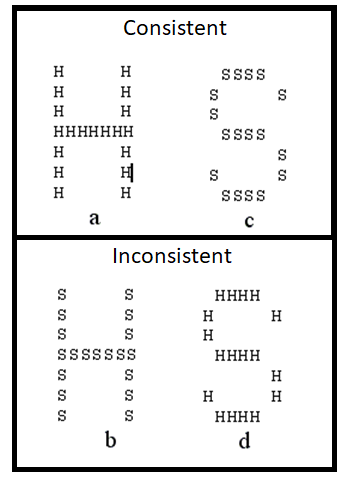 Consistent
H H SSSS
H H S S
H H S
HHHHHHH SSSS
H H S
H H S S
H H SSSS
a c
Inconsistent
S S HHHH
S S H H
S S H
SSSSSSS HHHH
S S H
S S H H
S S HHHH
b d